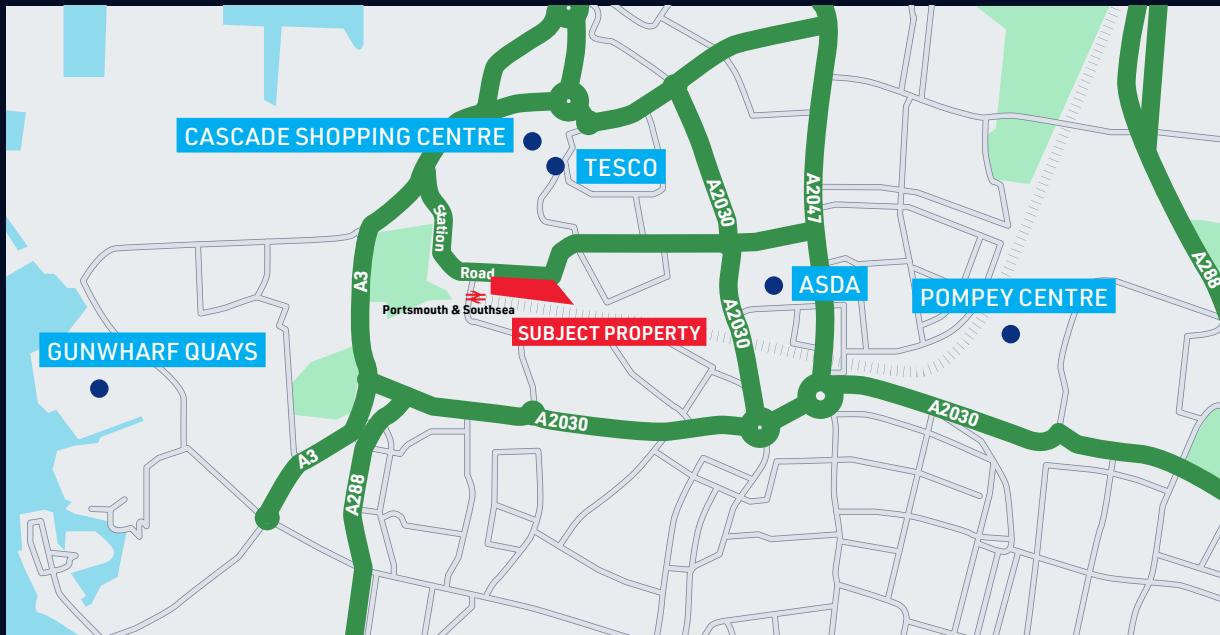 CASCADE SHOPPING CENTRE
TESCO
A2030
A2047
Station
Road
A3
Portsmouth & Southsea
SUBJECT PROPERTY
ASDA
POMPEY CENTRE
A288
GUNWHARF QUAYS
A2030
A2030
A2030
A3
A288